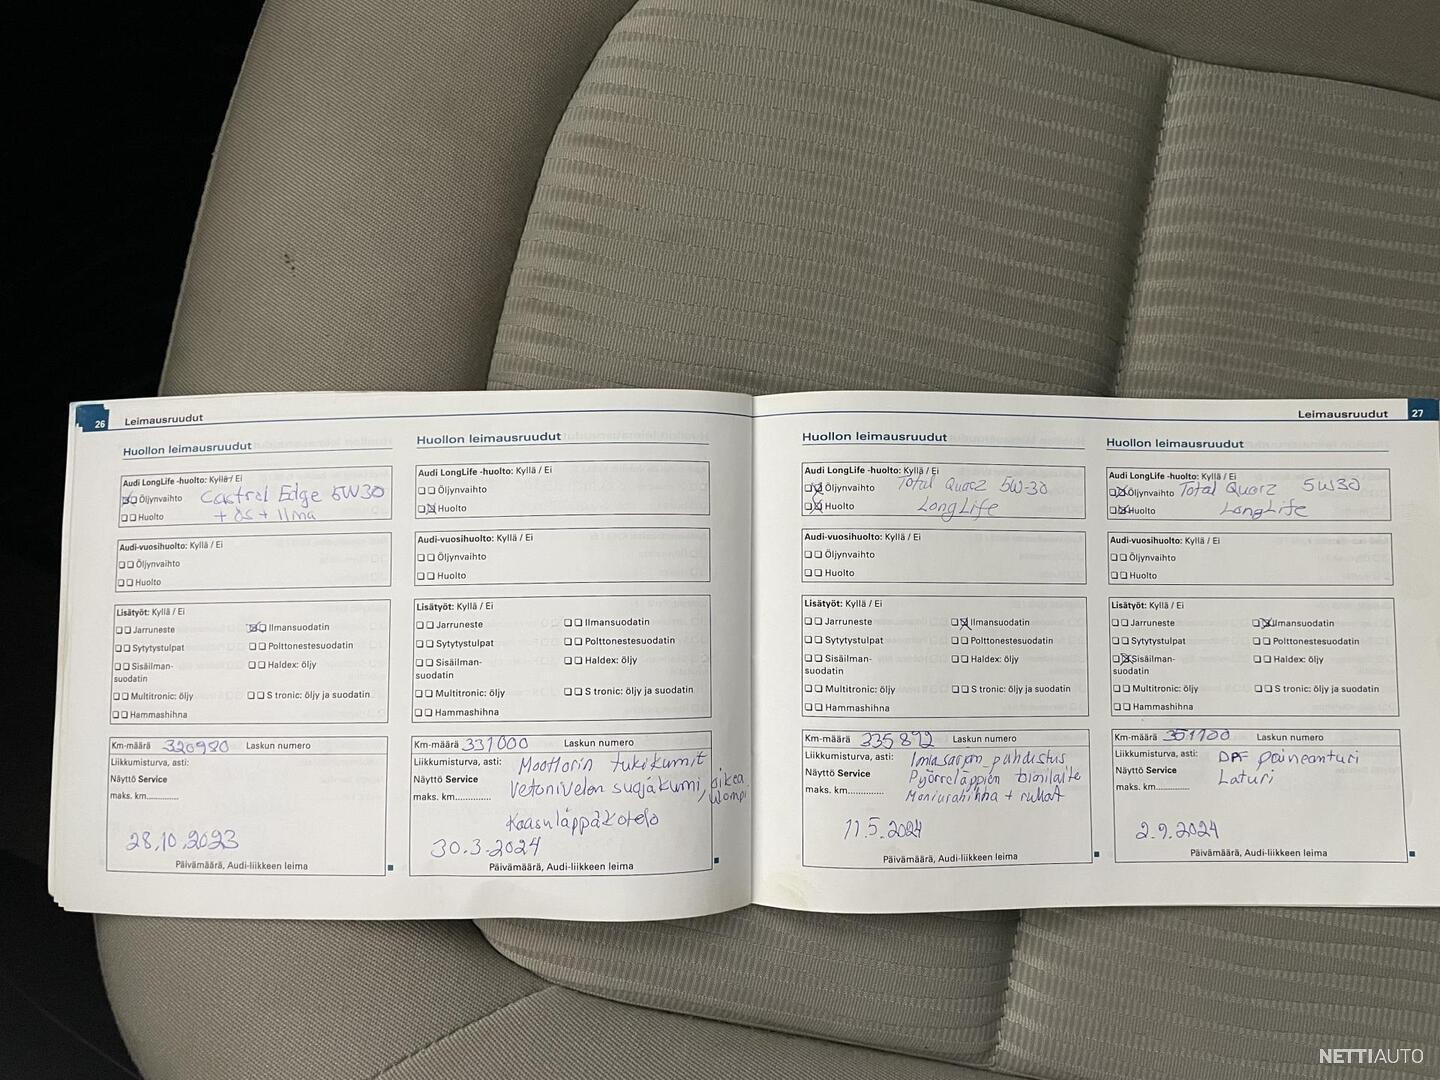 26 Leimausruudut
Huollon leimausruudut
Audi LongLife -huolto: Kyllä / Ei
Öljynvaihto Castrol Edge 5W30
Huolto + ös + Ilma
Audi-vuosihuolto: Kyllä / Ei
Öljynvaihto
Huolto
Lisätyöt: Kyllä / Ei
Jarruneste Ilmansuodatin
Sytytystulpat Polttonestesuodatin
Sisäilman- Haldex: öljy
suodatin
Multitronic: öljy S tronic: öljy ja suodatin
Hammashihna
Km-määrä 320980 Laskun numero
Liikkumisturva, asti:
Näyttö Service
maks. km..............
28.10.2023
Päivämäärä, Audi-liikkeen leima
Huollon leimausruudut
Audi LongLife -huolto: Kyllä / Ei
Öljynvaihto
Huolto
Audi-vuosihuolto: Kyllä / Ei
Öljynvaihto
Huolto
Lisätyöt: Kyllä / Ei
Jarruneste Ilmansuodatin
Sytytystulpat Polttonestesuodatin
Sisäilman- Haldex: öljy
suodatin
Multitronic: öljy S tronic: öljy ja suodatin
Hammashihna
Km-määrä 331000 Laskun numero
Liikkumisturva, asti: Moottorin tukikumit
Näyttö Service Vetonivelen suojakumi, oikea
maks. km..............
Kaasuläppäkotelo
30.3.2024
Päivämäärä, Audi-liikkeen leima
Leimausruudut 27
Huollon leimausruudut
Audi LongLife -huolto: Kyllä / Ei
Öljynvaihto Total Quarz 5W-30
Huolto LongLife
Audi-vuosihuolto: Kyllä / Ei
Öljynvaihto
Huolto
Lisätyöt: Kyllä / Ei
Jarruneste Ilmansuodatin
Sytytystulpat Polttonestesuodatin
Sisäilman- Haldex: öljy
suodatin
Multitronic: öljy S tronic: öljy ja suodatin
Hammashihna
Km-määrä 335892 Laskun numero
Liikkumisturva, asti: Imusarjan puhdistus
Näyttö Service Pyörreläppien
maks. km.............. Moniurahihna + rullat
11.5.2024
Päivämäärä, Audi-liikkeen leima
Huollon leimausruudut
Audi LongLife -huolto: Kyllä / Ei
Öljynvaihto Total Quarz 5W30
Huolto LongLife
Audi-vuosihuolto: Kyllä / Ei
Öljynvaihto
Huolto
Lisätyöt: Kyllä / Ei
Jarruneste Ilmansuodatin
Sytytystulpat Polttonestesuodatin
Sisäilman- Haldex: öljy
suodatin
Multitronic: öljy S tronic: öljy ja suodatin
Hammashihna
Km-määrä 351100 Laskun numero
Liikkumisturva, asti: DPF paineanturi
Näyttö Service Laturi
maks. km..............
2.9.2024
Päivämäärä, Audi-liikkeen leima
NETTIAUTO